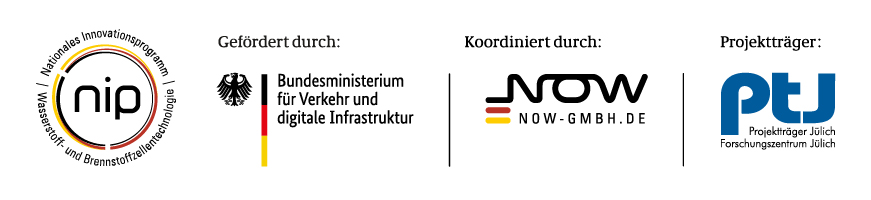 Nationales Innovationsprogramm
Wasserstoff- und Brennstoffzellentechnologie
nip
Gefördert durch:
Bundesministerium
für Verkehr und
digitale Infrastruktur
Koordiniert durch:
NOW
NOW-GMBH.DE
Projektträger:
ptJ
Projektträger Jülich
Forschungszentrum Jülich